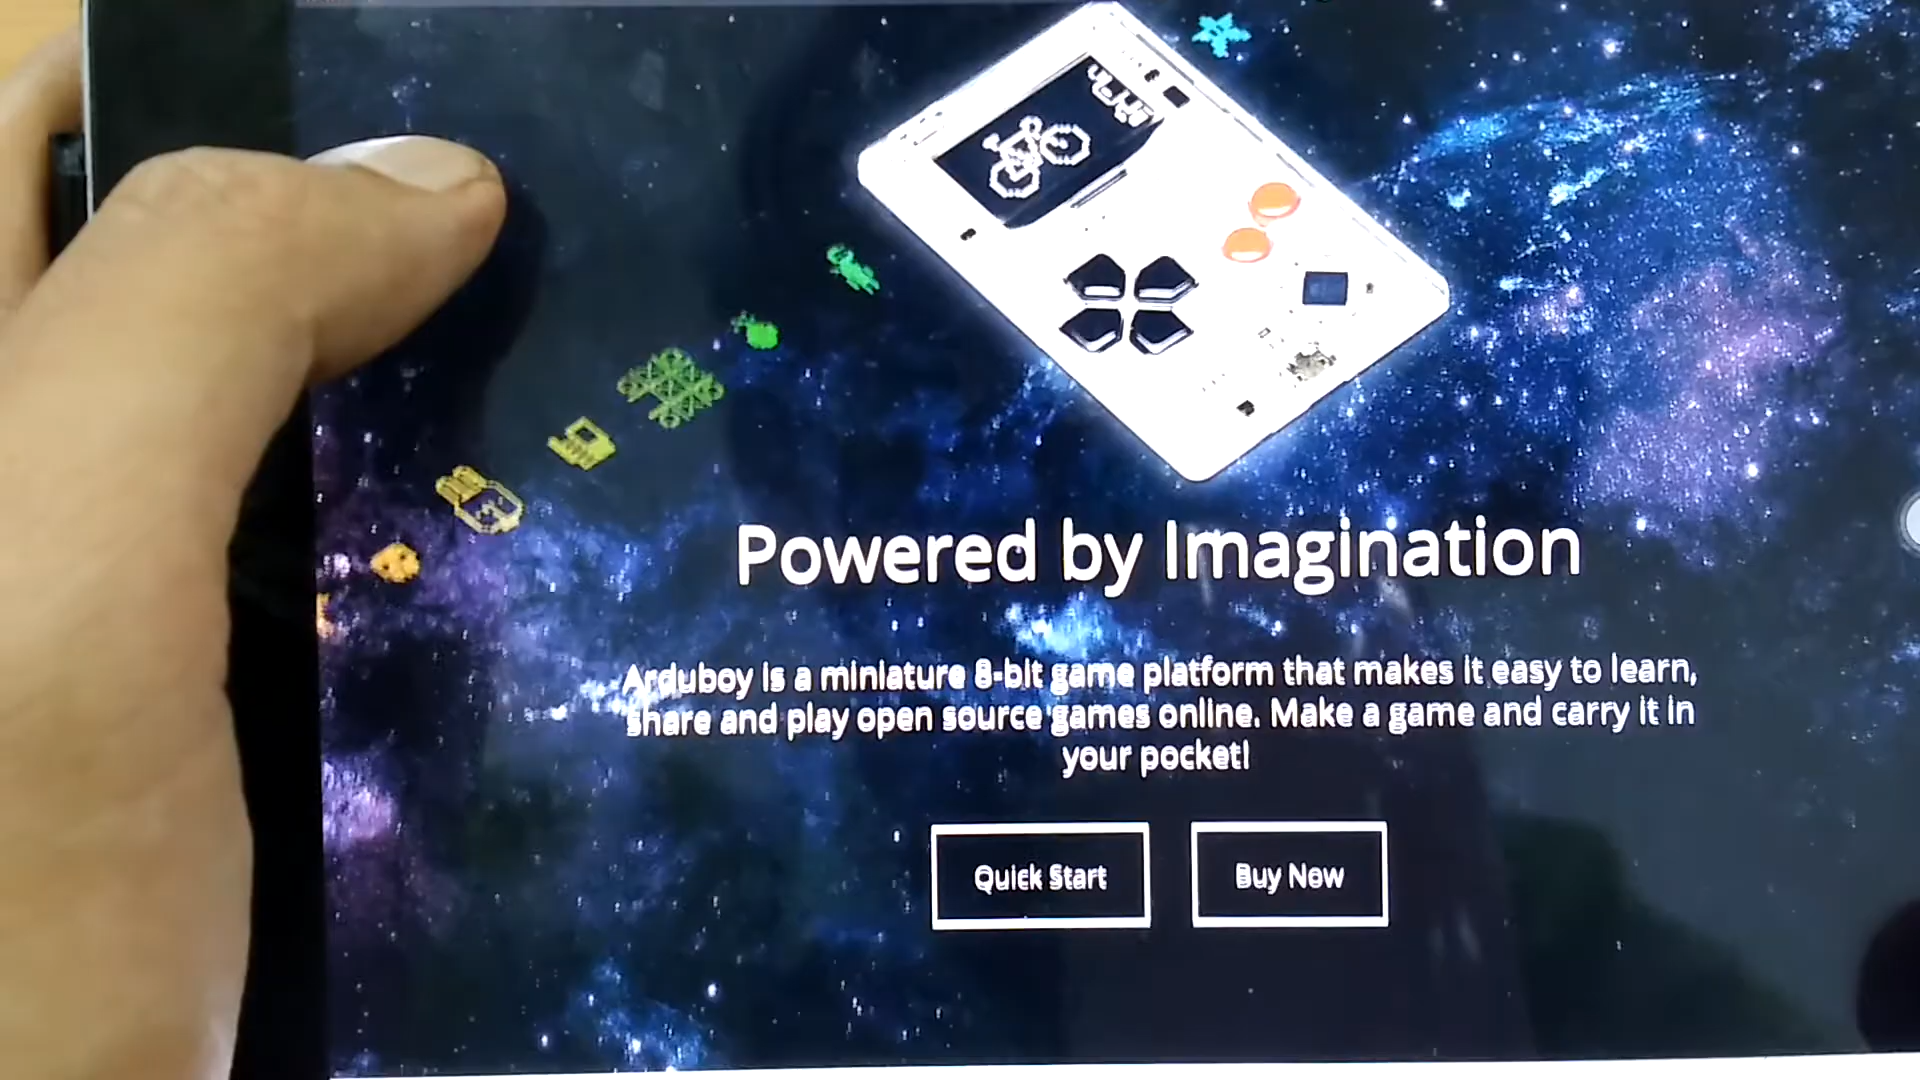 Powered by Imagination
Arduboy is a miniature 8-bit game platform that makes it easy to learn,
share and play open source games online. Make a game and carry it in
your pocket!
Quick Start
Buy Now